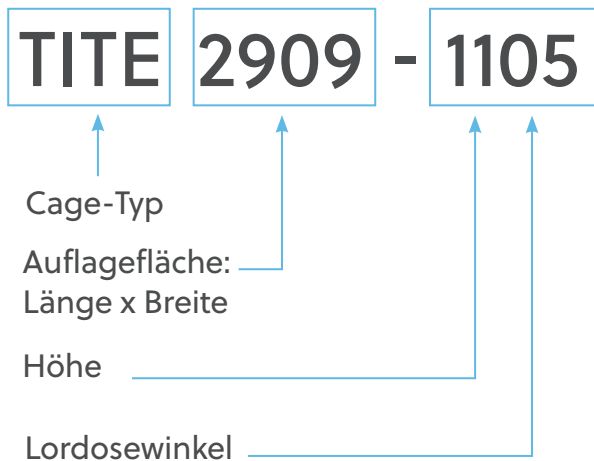 TITE 2909 - 1105
Cage-Typ
Auflagefläche:
Länge x Breite
Höhe
Lordosewinkel